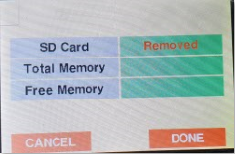 SD Card Removed
Total Memory
Free Memory
CANCEL DONE